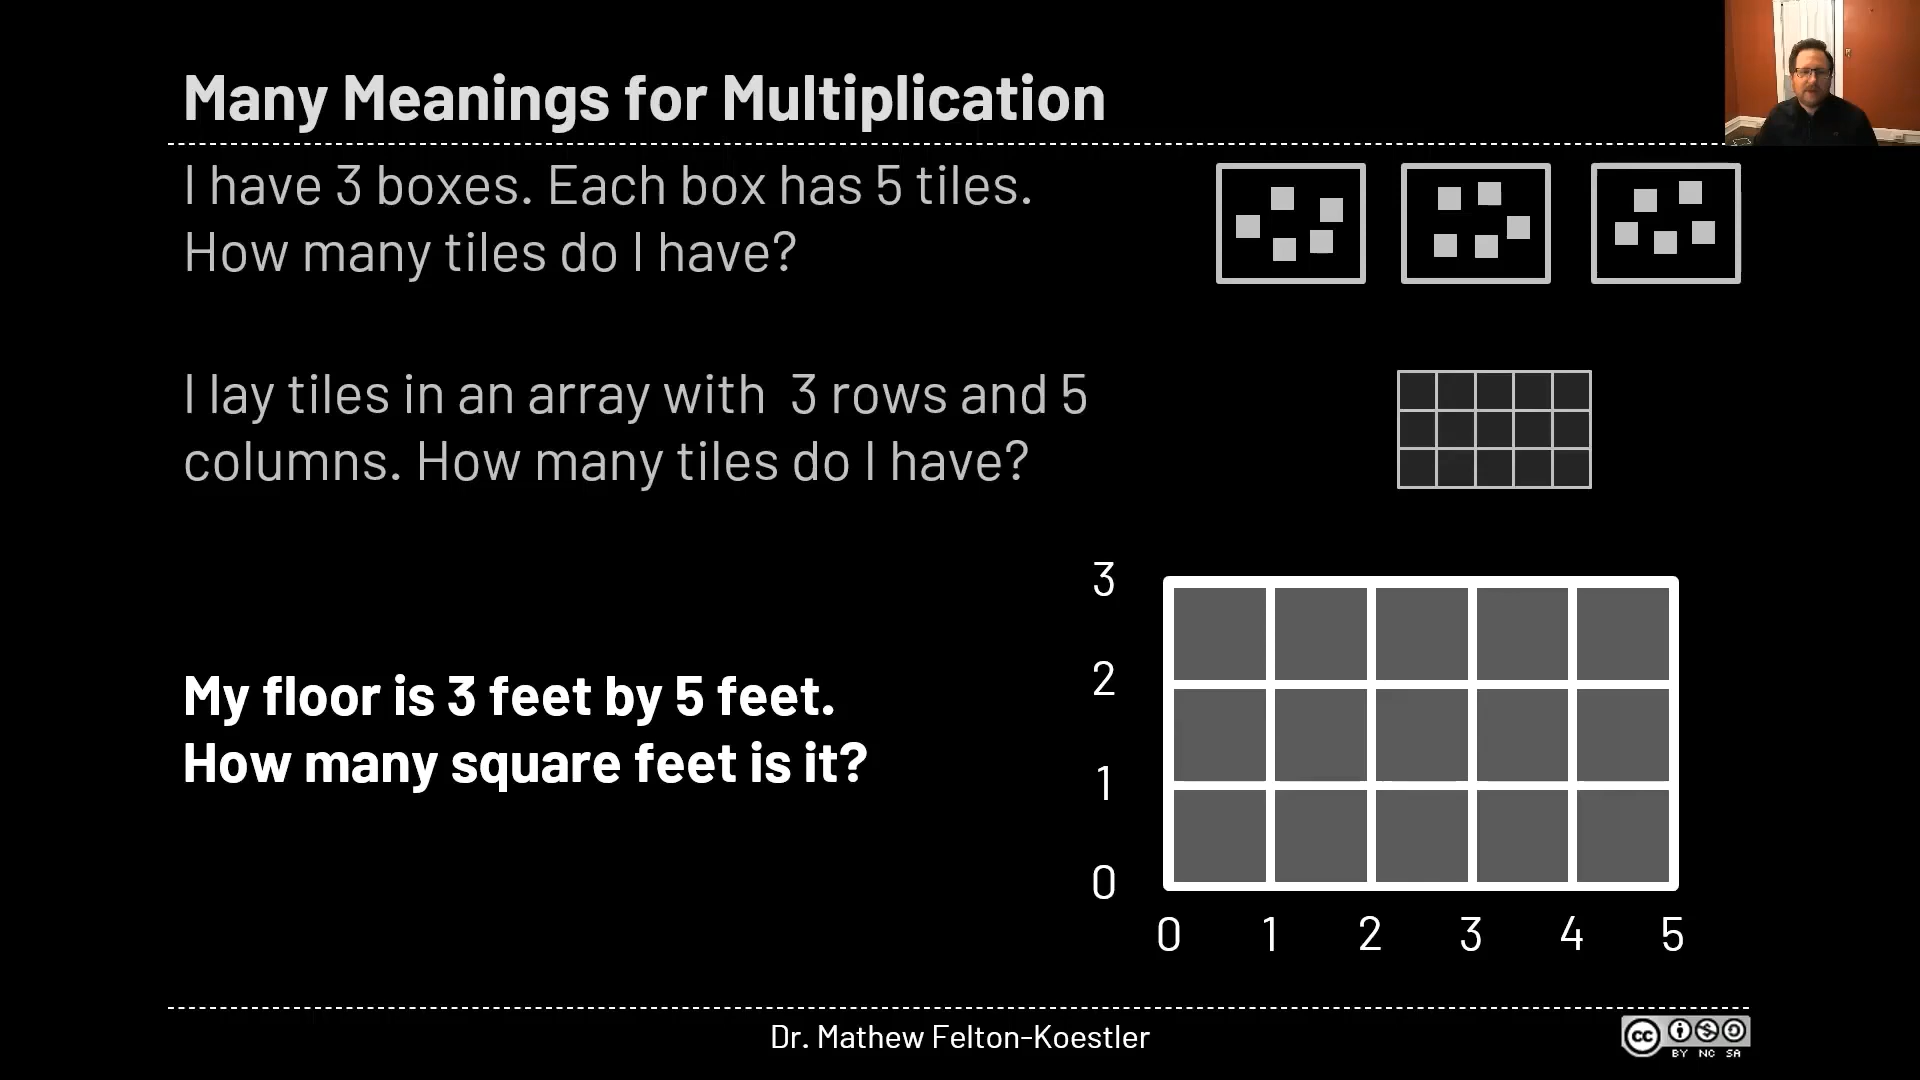 Many Meanings for Multiplication
I have 3 boxes. Each box has 5 tiles.
How many tiles do I have?
I lay tiles in an array with 3 rows and 5
columns. How many tiles do I have?
My floor is 3 feet by 5 feet.
How many square feet is it?
3
2
1
0
0 1 2 3 4 5
Dr. Mathew Felton-Koestler
cc
BY NC SA